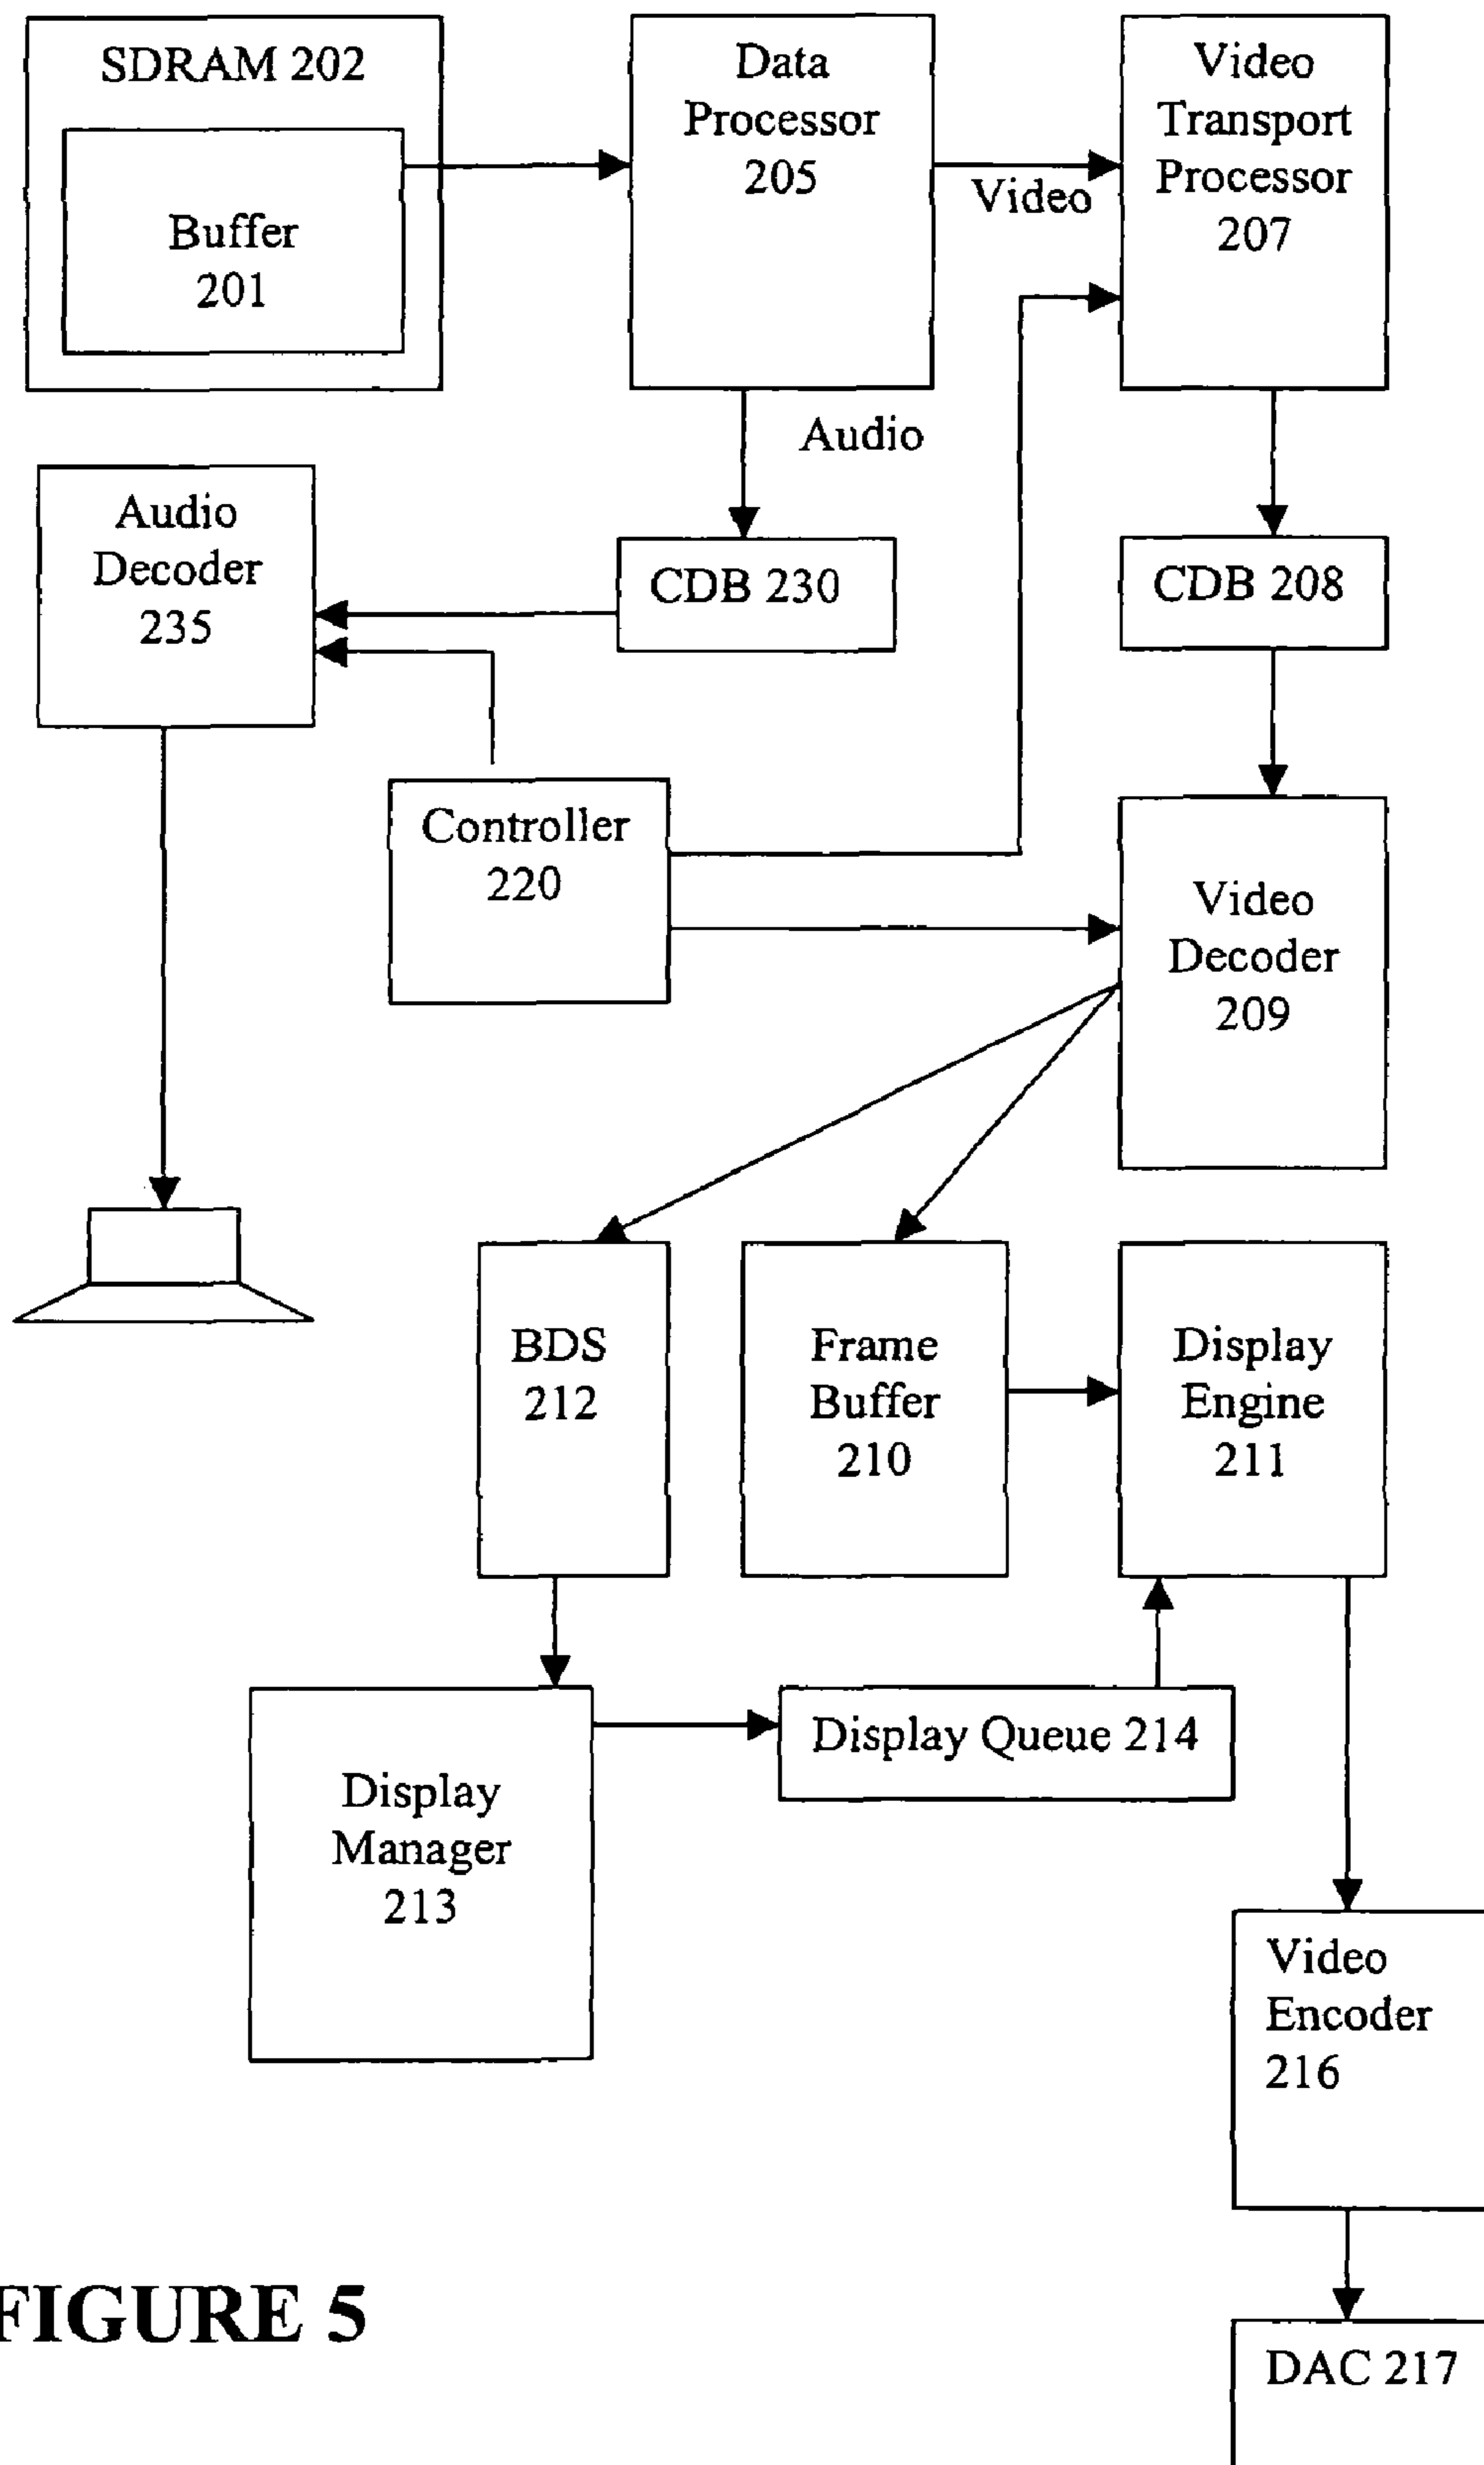 SDRAM 202
Buffer
201
Data
Processor
205
Video
Video
Transport
Processor
207
Audio
Audio
Decoder
235
CDB 230
CDB 208
Controller
220
Video
Decoder
209
BDS
212
Frame
Buffer
210
Display
Engine
211
Display
Manager
213
Display Queue 214
Video
Encoder
216
FIGURE 5
DAC 217